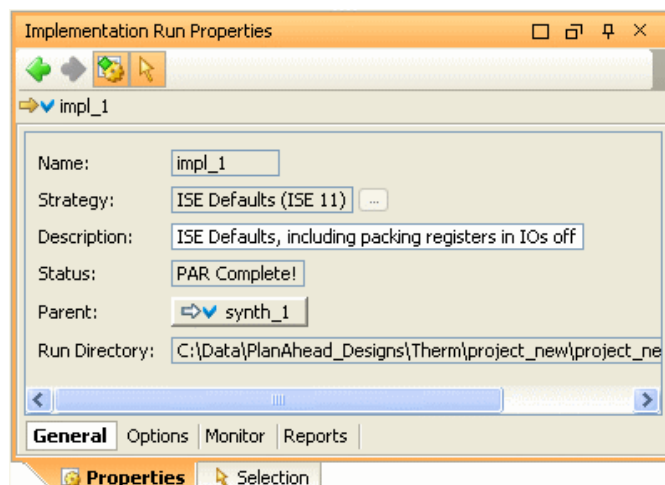 Implementation Run Properties
impl_1
Name: impl_1
Strategy: ISE Defaults (ISE 11) ...
Description: ISE Defaults, including packing registers in IOs off
Status: PAR Complete!
Parent: synth_1
Run Directory: C:\Data\PlanAhead_Designs\Therm\project_new\project_ne
General Options Monitor Reports
Properties Selection